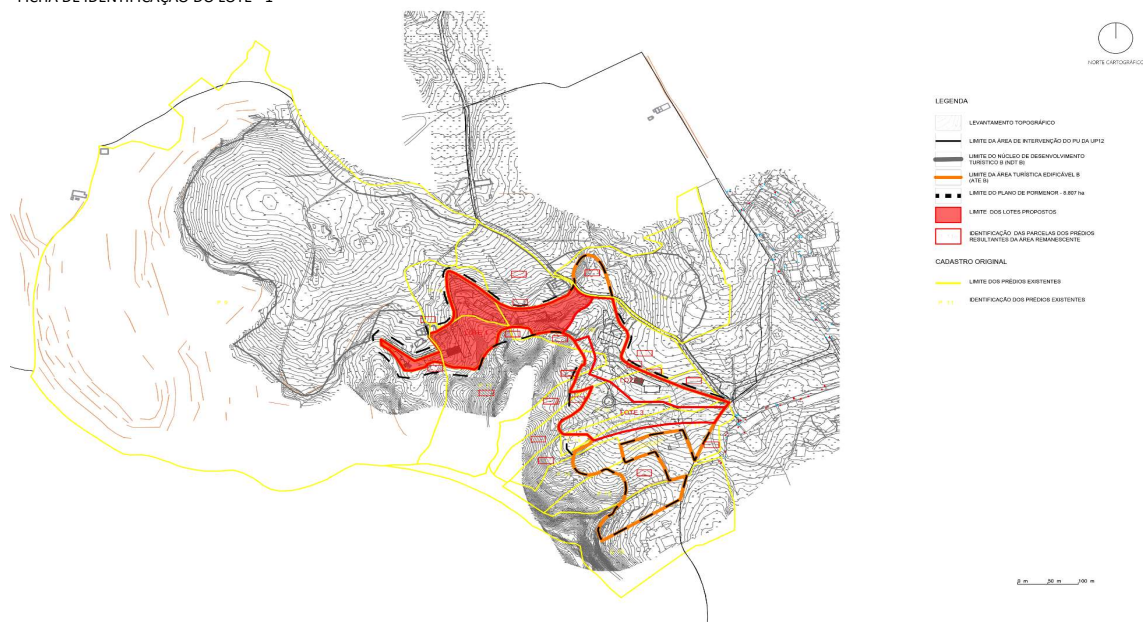 FICHA DE IDENTIFICAÇÃO DO LOTE - 1
NORTE CARTOGRÁFICO
LEGENDA
LEVANTAMENTO TOPOGRÁFICO
LIMITE DA ÁREA DE INTERVENÇÃO DO PU DA UP12
LIMITE DO NÚCLEO DE DESENVOLVIMENTO
TURÍSTICO B (NDT B)
LIMITE DA ÁREA TURÍSTICA EDIFICÁVEL B
(ATE B)
LIMITE DO PLANO DE PORMENOR - 8.807 ha
LIMITE DOS LOTES PROPOSTOS
IDENTIFICAÇÃO DAS PARCELAS DOS PRÉDIOS
RESULTANTES DA ÁREA REMANESCENTE
CADASTRO ORIGINAL
LIMITE DOS PRÉDIOS EXISTENTES
IDENTIFICAÇÃO DOS PRÉDIOS EXISTENTES
LOTE 3
50 m 100 m